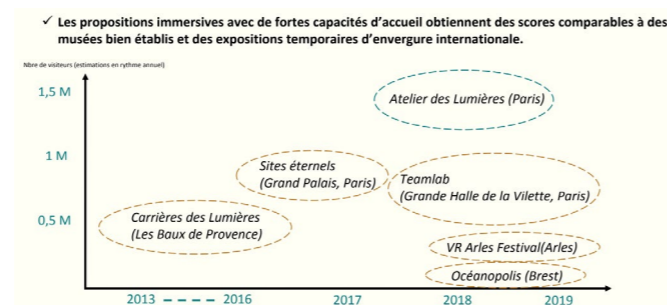 ✓ Les propositions immersives avec de fortes capacités d’accueil obtiennent des scores comparables à des
musées bien établis et des expositions temporaires d’envergure internationale.
Nbre de visiteurs (estimations en rythme annuel)
1,5 M
Atelier des Lumières (Paris)
1 M
Sites éternels
(Grand Palais, Paris)
Teamlab
(Grande Halle de la Vilette, Paris)
0,5 M
Carrières des Lumières
(Les Baux de Provence)
VR Arles Festival(Arles)
Océanopolis (Brest)
2013 – – – – 2016 2017 2018 2019